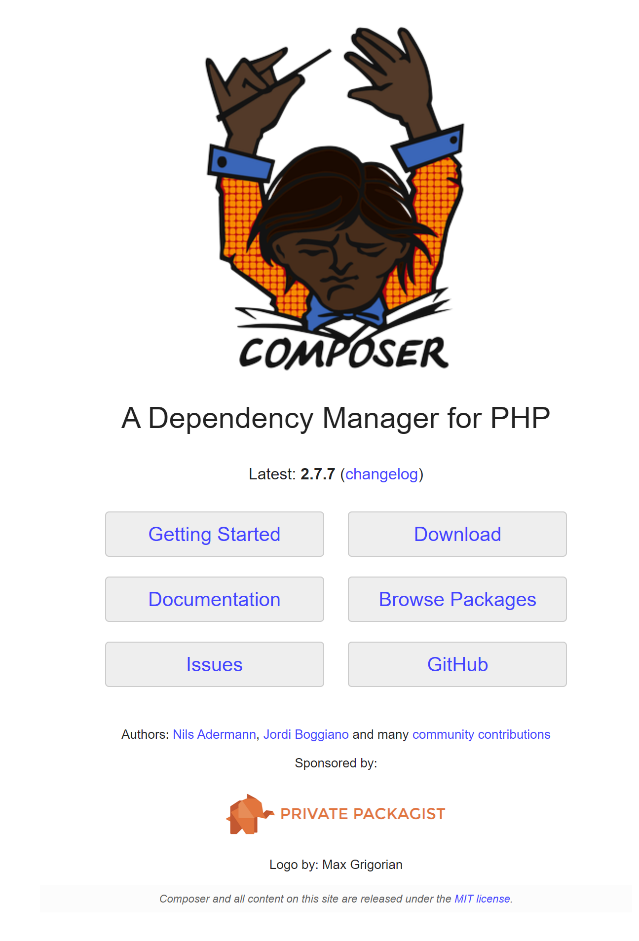 COMPOSER
A Dependency Manager for PHP
Latest: 2.7.7 (changelog)
Getting Started
Download
Documentation
Browse Packages
Issues
GitHub
Authors: Nils Adermann, Jordi Boggiano and many community contributions
Sponsored by:
PRIVATE PACKAGIST
Logo by: Max Grigorian
Composer and all content on this site are released under the MIT license.